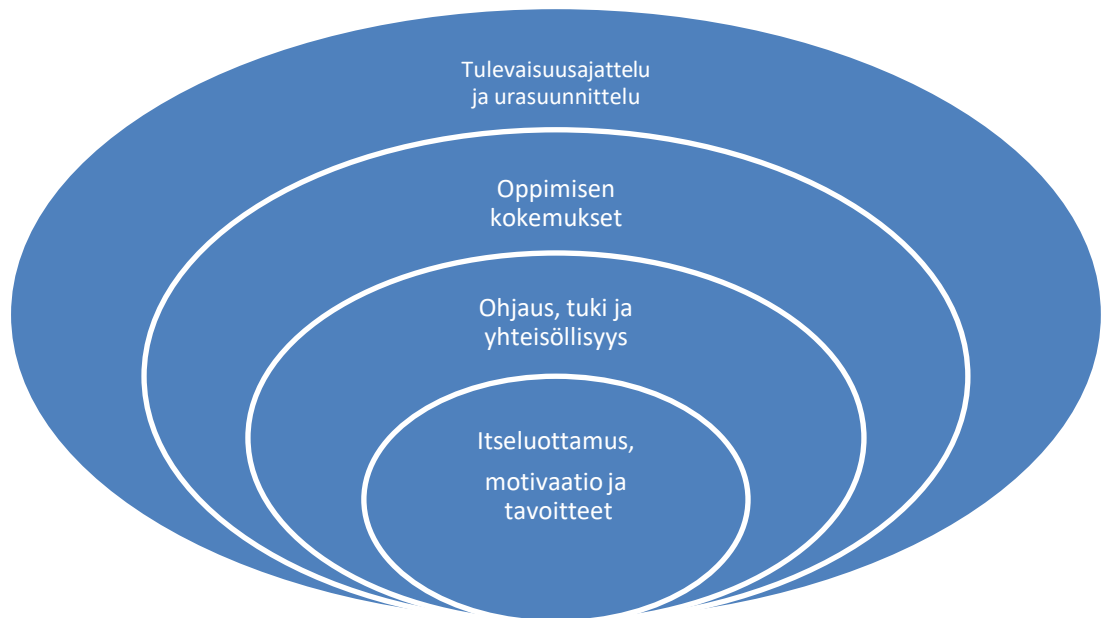 Tulevaisuusajattelu
ja urasuunnittelu
Oppimisen
kokemukset
Ohjaus, tuki ja
yhteisöllisyys
Itseluottamus,
motivaatio ja
tavoitteet